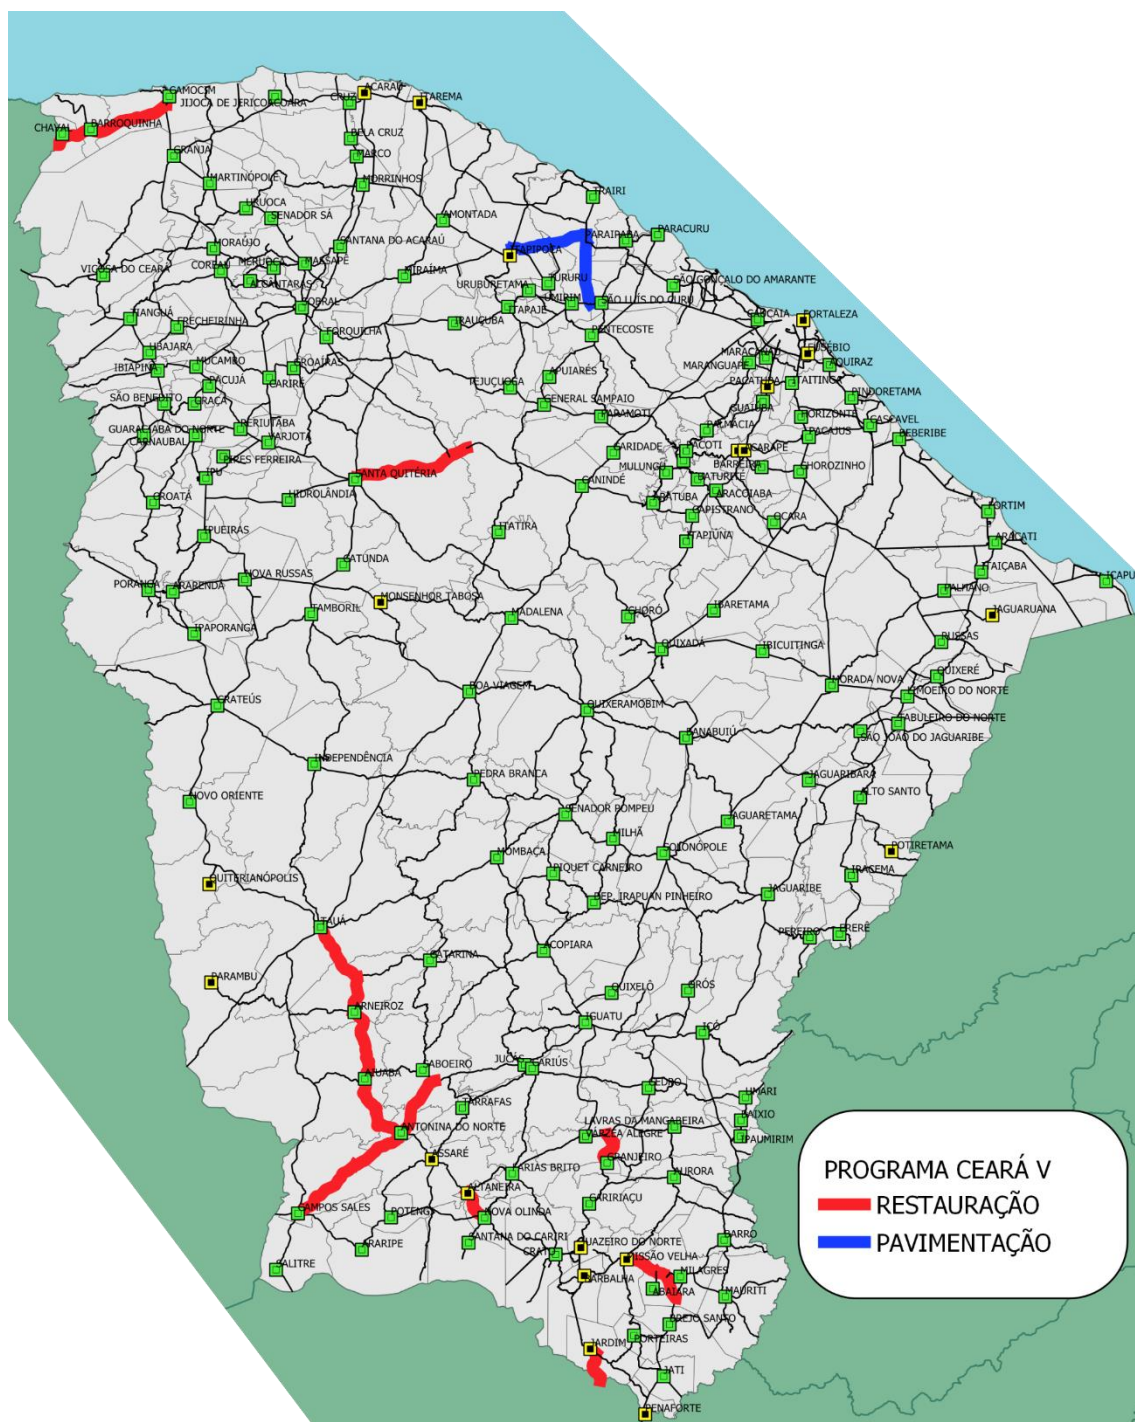 ACARAÚ
CAMOCIM
JIJOCA DE JERICOACOARA
CRUZ
ITAREMA
CHAVAL
BARROQUINHA
BELA CRUZ
GRANJA
MARCO
MARTINÓPOLE
MORRINHOS
TRAIRI
URUOCA
SENADOR SÁ
AMONTADA
PARACURU
PARAIPABA
MORAÚJO
SANTANA DO ACARAÚ
ITAPIPOCA
COREAÚ
MERUOCA
MASSAPÊ
VIÇOSA DO CEARÁ
MIRAÍMA
TURURU
ALCÂNTARAS
URUBURETAMA
SÃO GONÇALO DO AMARANTE
UMIRIM
SÃO LUÍS DO CURU
SOBRAL
ITAPAJÉ
TIANGUÁ
FRECHEIRINHA
IRAUÇUBA
CAUCAIA
FORTALEZA
FORQUILHA
PENTECOSTE
UBAJARA
EUSÉBIO
MARACANAÚ
IBIAPINA
MUCAMBO
GROAÍRAS
MARANGUAPE
AQUIRAZ
CARIRÉ
PACUJÁ
TEJUÇUOCA
APUIARÉS
PACATUBA
ITAITINGA
SÃO BENEDITO
GRAÇA
GENERAL SAMPAIO
GUAIÚBA
PINDORETAMA
PARAMOTI
HORIZONTE
GUARACIABA DO NORTE
RERIUTABA
PALMÁCIA
CASCAVEL
CARNAUBAL
VARJOTA
PACAJUS
BEBERIBE
CARIDADE
PACOTI
ACARAPE
PIRES FERREIRA
MULUNGU
BARREIRA
CHOROZINHO
IPU
SANTA QUITÉRIA
BATURITÉ
CANINDÉ
ARACOIABA
CROATÁ
HIDROLÂNDIA
ARATUBA
CAPISTRANO
FORTIM
OCARA
IPUEIRAS
ITATIRA
ITAPIÚNA
ARACATI
CATUNDA
ITAIÇABA
PORANGA
ARARENDÁ
NOVA RUSSAS
ICAPU
PALHANO
MONSENHOR TABOSA
TAMBORIL
MADALENA
CHORÓ
IBARETAMA
JAGUARUANA
IPAPORANGA
RUSSAS
QUIXADÁ
IBICUITINGA
QUIXERÉ
CRATEÚS
BOA VIAGEM
MORADA NOVA
LIMOEIRO DO NORTE
QUIXERAMOBIM
TABULEIRO DO NORTE
BANABUIÚ
SÃO JOÃO DO JAGUARIBE
INDEPENDÊNCIA
PEDRA BRANCA
JAGUARIBARA
NOVO ORIENTE
ALTO SANTO
SENADOR POMPEU
JAGUARETAMA
MILHÃ
MOMBAÇA
SOLONÓPOLE
POTIRETAMA
PIQUET CARNEIRO
QUITERIANÓPOLIS
IRACEMA
DEP. IRAPUAN PINHEIRO
JAGUARIBE
TAUÁ
PEREIRO
ERERÊ
CATARINA
ACOPIARA
PARAMBU
QUIXELÔ
ORÓS
ARNEIROZ
IGUATU
ICÓ
JUCÁS
CARIÚS
AIUABA
SABOEIRO
CEDRO
UMARI
TARRAFAS
LAVRAS DA MANGABEIRA
BAIXIO
ANTONINA DO NORTE
VÁRZEA ALEGRE
IPAUMIRIM
ASSARÉ
GRANJEIRO
FARIAS BRITO
AURORA
ALTANEIRA
CARIRIAÇU
CAMPOS SALES
POTENGI
NOVA OLINDA
ARARIPE
SANTANA DO CARIRI
JUAZEIRO DO NORTE
BARRO
CRATO
MISSÃO VELHA
SALITRE
BARBALHA
MILAGRES
ABAIARA
MAURITI
BREJO SANTO
JARDIM
PORTEIRAS
JATI
PENAFORTE
PROGRAMA CEARÁ V
RESTAURAÇÃO
PAVIMENTAÇÃO